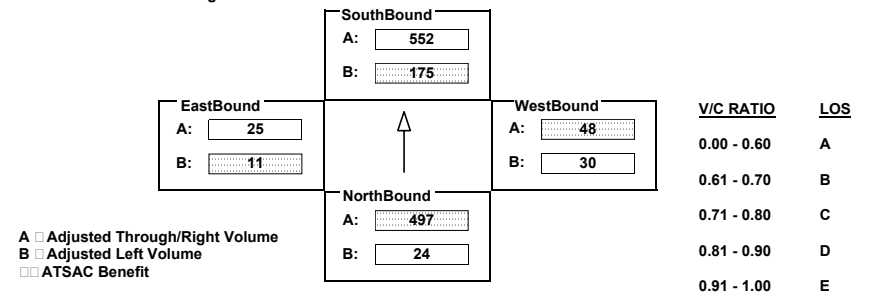 SouthBound
A: 552
B: 175
EastBound
A: 25
B: 11
WestBound
A: 48
B: 30
NorthBound
A: 497
B: 24
A □ Adjusted Through/Right Volume
B □ Adjusted Left Volume
□□ ATSAC Benefit
V/C RATIO LOS
0.00 - 0.60 A
0.61 - 0.70 B
0.71 - 0.80 C
0.81 - 0.90 D
0.91 - 1.00 E